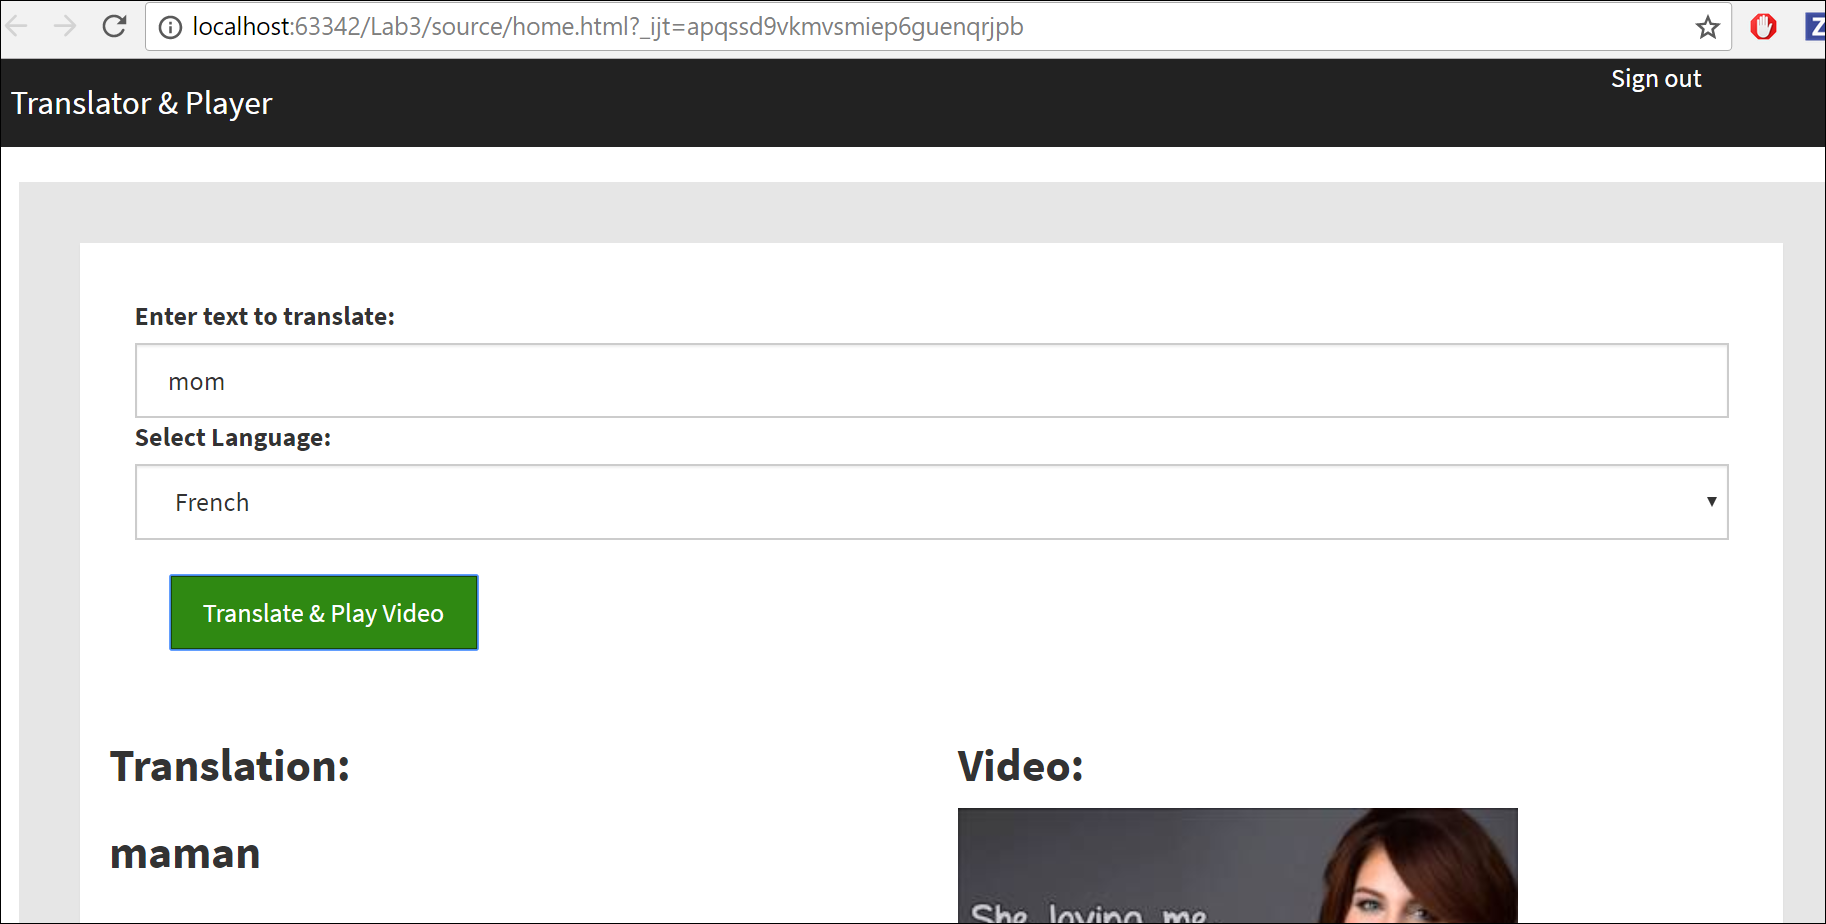 localhost:63342/Lab3/source/home.html?_ijt=apqssd9vkmvsmiep6guenqrjpb
Z
Sign out
Translator & Player
Enter text to translate:
mom
Select Language:
French
Translate & Play Video
Translation:
Video:
maman
She loving me